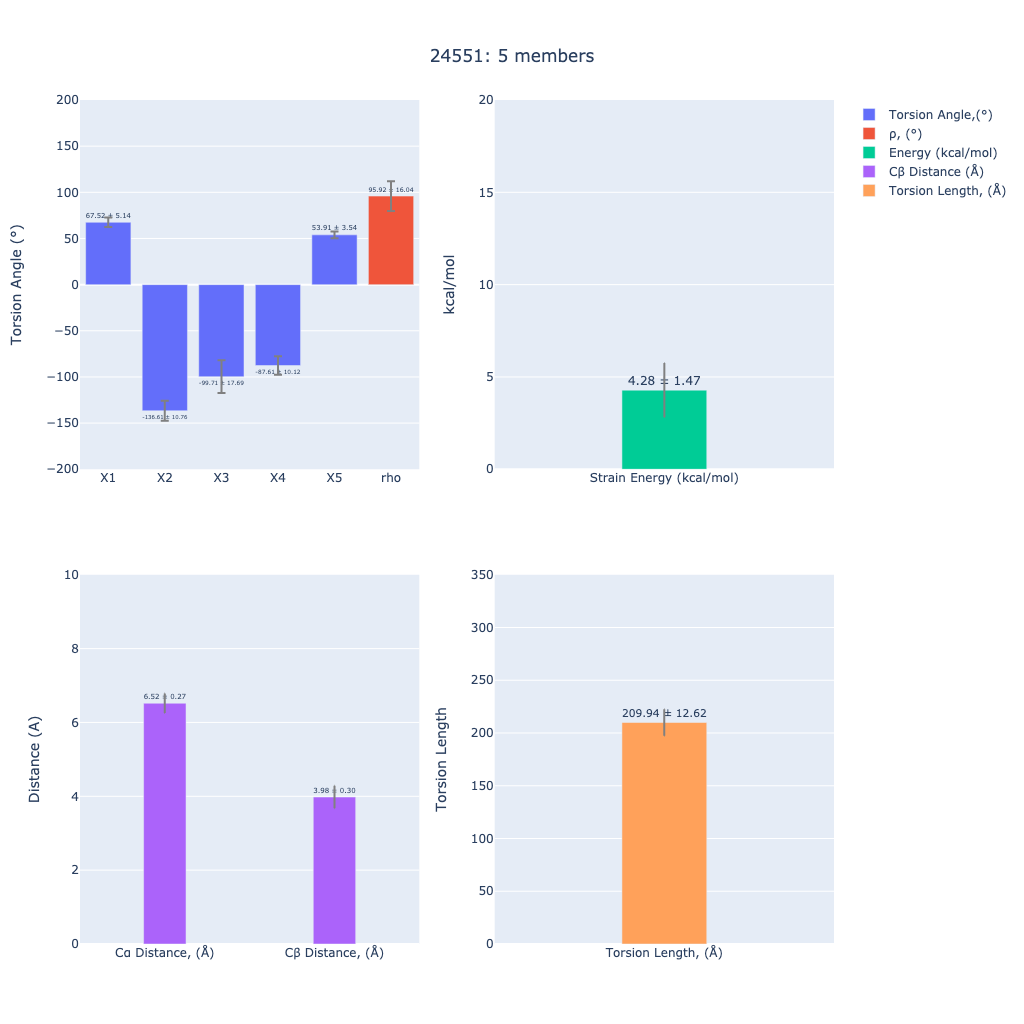 24551: 5 members
200
150
100
50
0
−50
−100
−150
−200
Torsion Angle (°)
67.52 ± 5.14
-136.61 ± 10.76
-99.71 ± 17.69
-87.61 ± 10.12
53.91 ± 3.54
95.92 ± 16.04
X1 X2 X3 X4 X5 rho
20
15
10
5
0
kcal/mol
4.28 ± 1.47
Strain Energy (kcal/mol)
Torsion Angle,(°)
ρ, (°)
Energy (kcal/mol)
Cβ Distance (Å)
Torsion Length, (Å)
10
8
6
4
2
0
Distance (A)
6.52 ± 0.27
3.98 ± 0.30
Cα Distance, (Å) Cβ Distance, (Å)
350
300
250
200
150
100
50
0
Torsion Length
209.94 ± 12.62
Torsion Length, (Å)